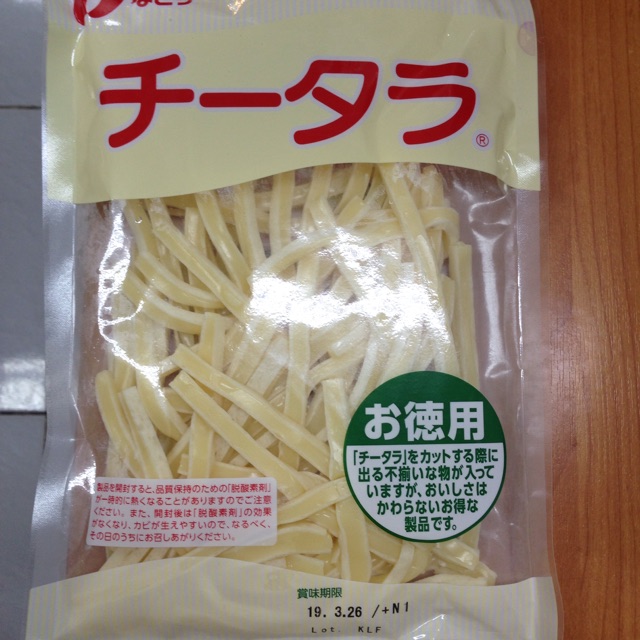 なとり
チータラ®
お徳用
「チータラ」をカットする際に
出る不揃いな物が入って
いますが、おいしさは
かわらないお得な
製品です。
製品を開封すると、品質保持のための「脱酸素剤」
が一時的に熱くなることがありますのでご注意
ください。また、開封後は「脱酸素剤」の効果
がなくなり、カビが生えやすいので、なるべく、
その日のうちにお召しあがりください。
賞味期限
19. 3.26 /+N1
Lot. KLF